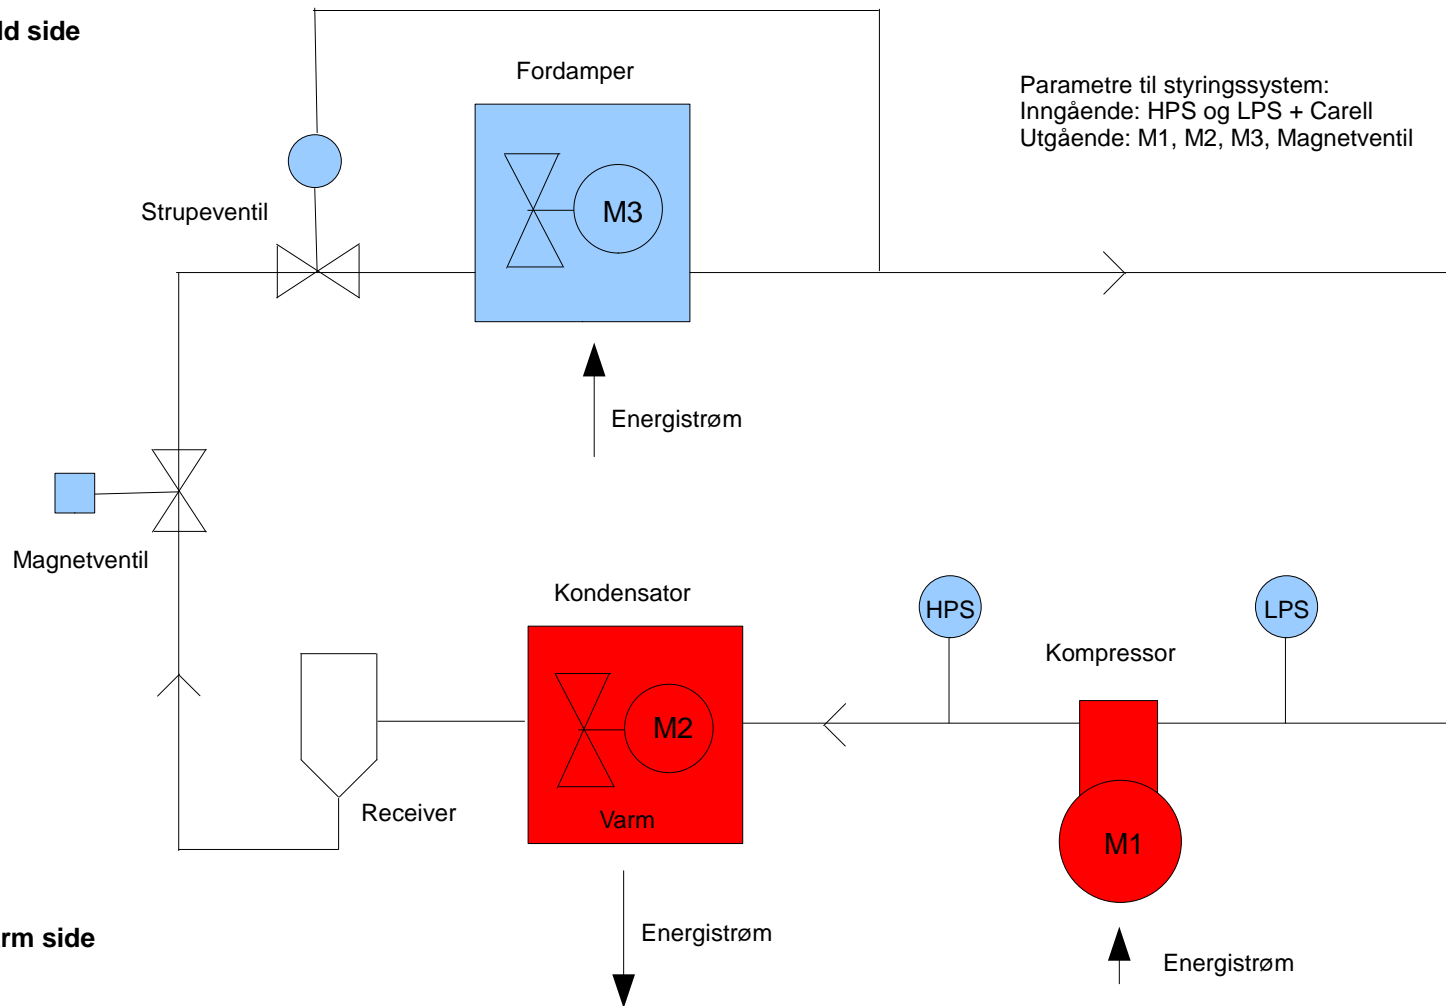 ld side
Fordamper
Parametre til styringssystem:
Inngående: HPS og LPS + Carell
Utgående: M1, M2, M3, Magnetventil
Strupeventil
M3
Energistrøm
Magnetventil
Kondensator
HPS
LPS
Kompressor
M2
Receiver
Varm
M1
rm side
Energistrøm
Energistrøm